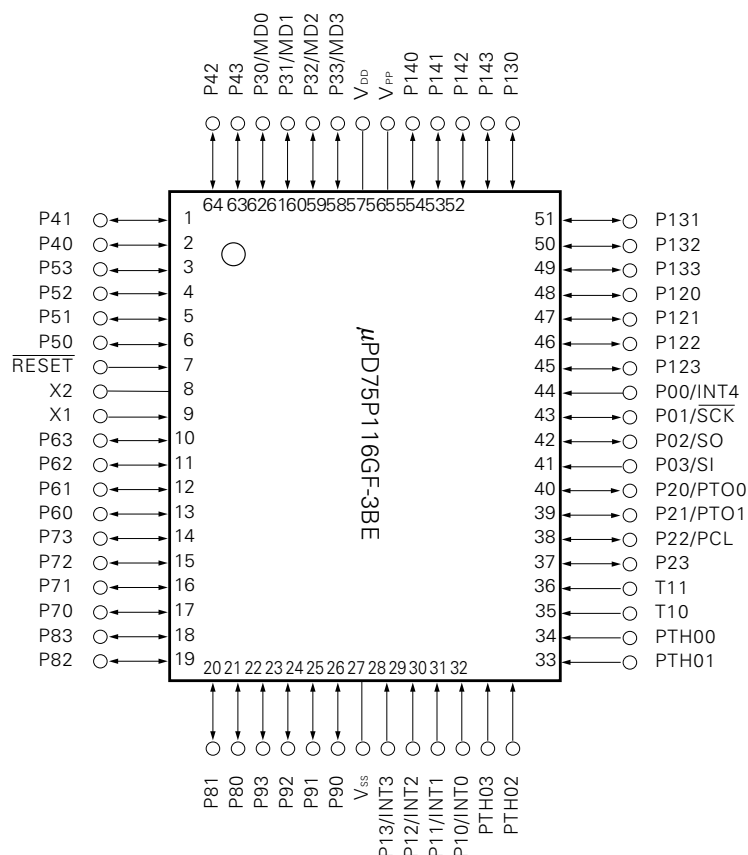 P42
P43
P30/MD0
P31/MD1
P32/MD2
P33/MD3
VDD
VPP
P140
P141
P142
P143
P130
64 63 62 61 60 59 58 57 56 55 54 53 52
P41 1
P40 2
P53 3
P52 4
P51 5
P50 6
RESET 7
X2 8
X1 9
P63 10
P62 11
P61 12
P60 13
P73 14
P72 15
P71 16
P70 17
P83 18
P82 19
μPD75P116GF-3BE
51 P131
50 P132
49 P133
48 P120
47 P121
46 P122
45 P123
44 P00/INT4
43 P01/SCK
42 P02/SO
41 P03/SI
40 P20/PTO0
39 P21/PTO1
38 P22/PCL
37 P23
36 T11
35 T10
34 PTH00
33 PTH01
20 21 22 23 24 25 26 27 28 29 30 31 32
P81
P80
P93
P92
P91
P90
VSS
P13/INT3
P12/INT2
P11/INT1
P10/INT0
PTH03
PTH02